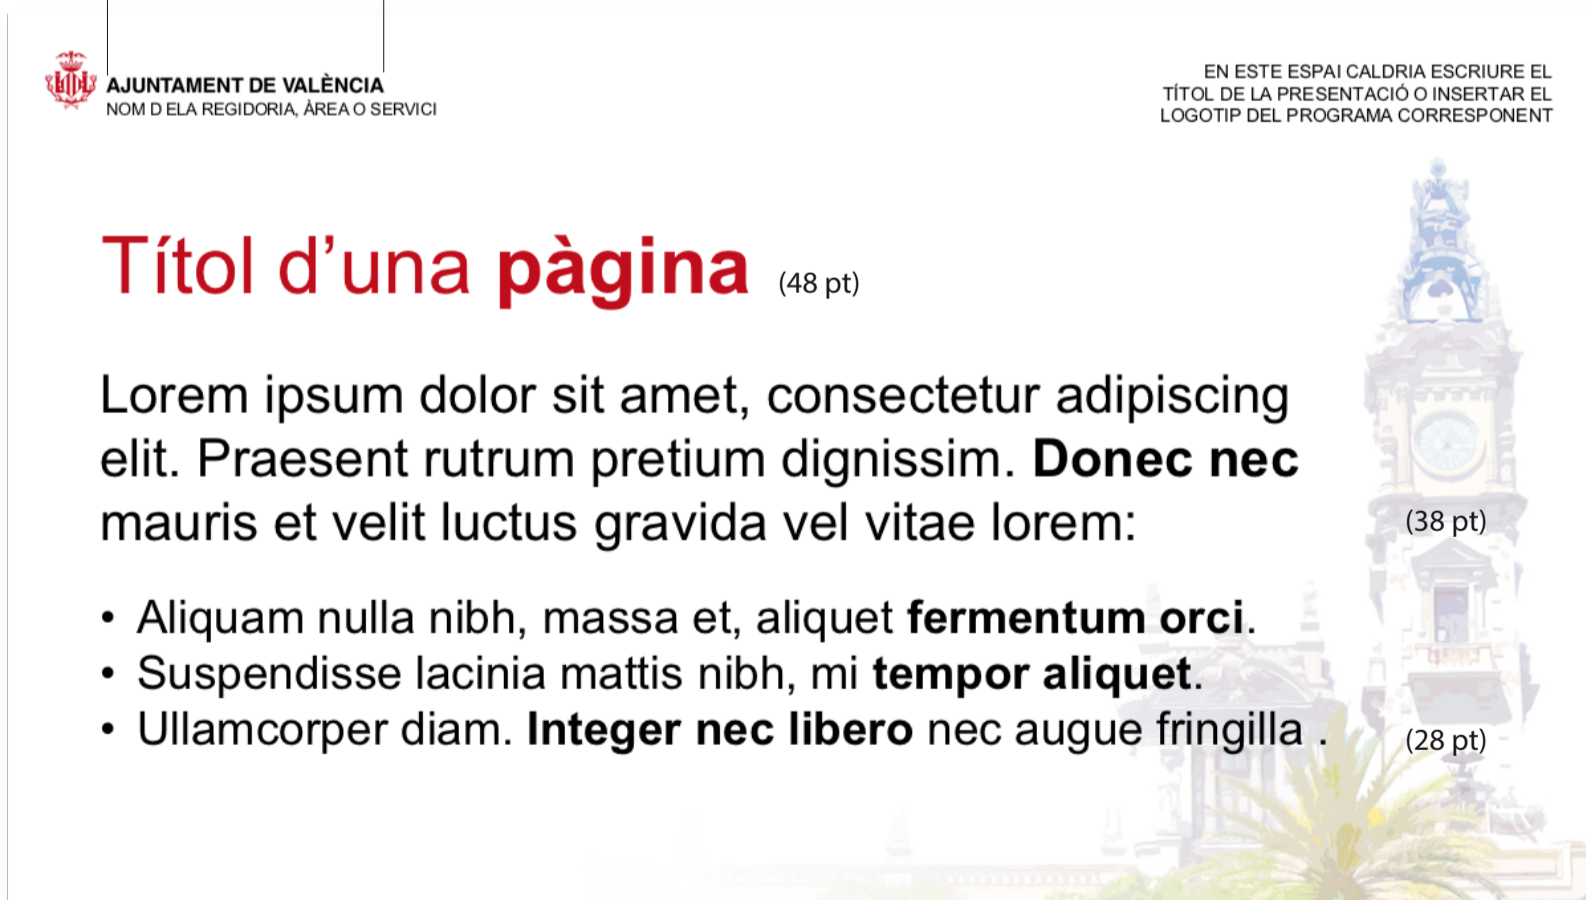 AJUNTAMENT DE VALÈNCIA
NOM D ELA REGIDORIA, ÀREA O SERVICI
EN ESTE ESPAI CALDRIA ESCRIURE EL
TÍTOL DE LA PRESENTACIÓ O INSERTAR EL
LOGOTIP DEL PROGRAMA CORRESPONENT
Títol d’una pàgina (48 pt)
Lorem ipsum dolor sit amet, consectetur adipiscing
elit. Praesent rutrum pretium dignissim. Donec nec
mauris et velit luctus gravida vel vitae lorem:
(38 pt)
• Aliquam nulla nibh, massa et, aliquet fermentum orci.
• Suspendisse lacinia mattis nibh, mi tempor aliquet.
• Ullamcorper diam. Integer nec libero nec augue fringilla .
(28 pt)